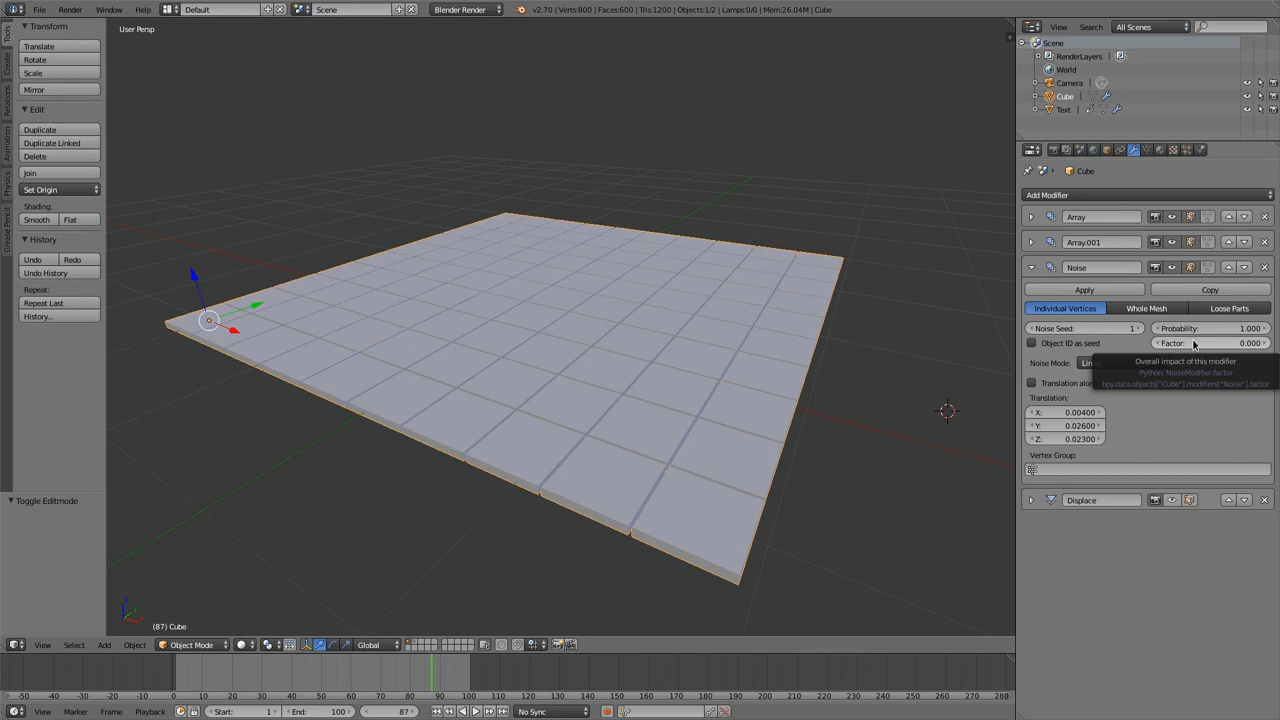 File Render Window Help Default Scene Blender Render v2.70 | Verts:800 | Faces:600 | Tris:1200 | Objects:1/2 | Lamps:0/0 | Mem:26.04M | Cube
Tools
Create
Relations
Animation
Physics
Grease Pencil
Transform
Translate
Rotate
Scale
Mirror
Edit
Duplicate
Duplicate Linked
Delete
Join
Set Origin
Shading:
Smooth Flat
History
Undo Redo
Undo History
Repeat:
Repeat Last
History...
Toggle Editmode
User Persp
(87) Cube
View Search All Scenes
Scene
RenderLayers
World
Camera
Cube
Text
Cube
Add Modifier
Array
Array.001
Noise
Apply Copy
Individual Vertices Whole Mesh Loose Parts
Noise Seed: 1 Probability: 1.000
Object ID as seed Factor: 0.000
Noise Mode:
Overall impact of this modifier
Python: NoiseModifier.factor
bpy.data.objects["Cube"].modifiers["Noise"].factor
Translation
Translation:
X: 0.00400
Y: 0.02600
Z: 0.02300
Vertex Group:
Displace
View Select Add Object Object Mode Global
-50 -40 -30 -20 -10 0 10 20 30 40 50 60 70 80 90 100 110 120 130 140 150 160 170 180 190 200 210 220 230 240 250 260 270 280
View Marker Frame Playback Start: 1 End: 100 87 No Sync